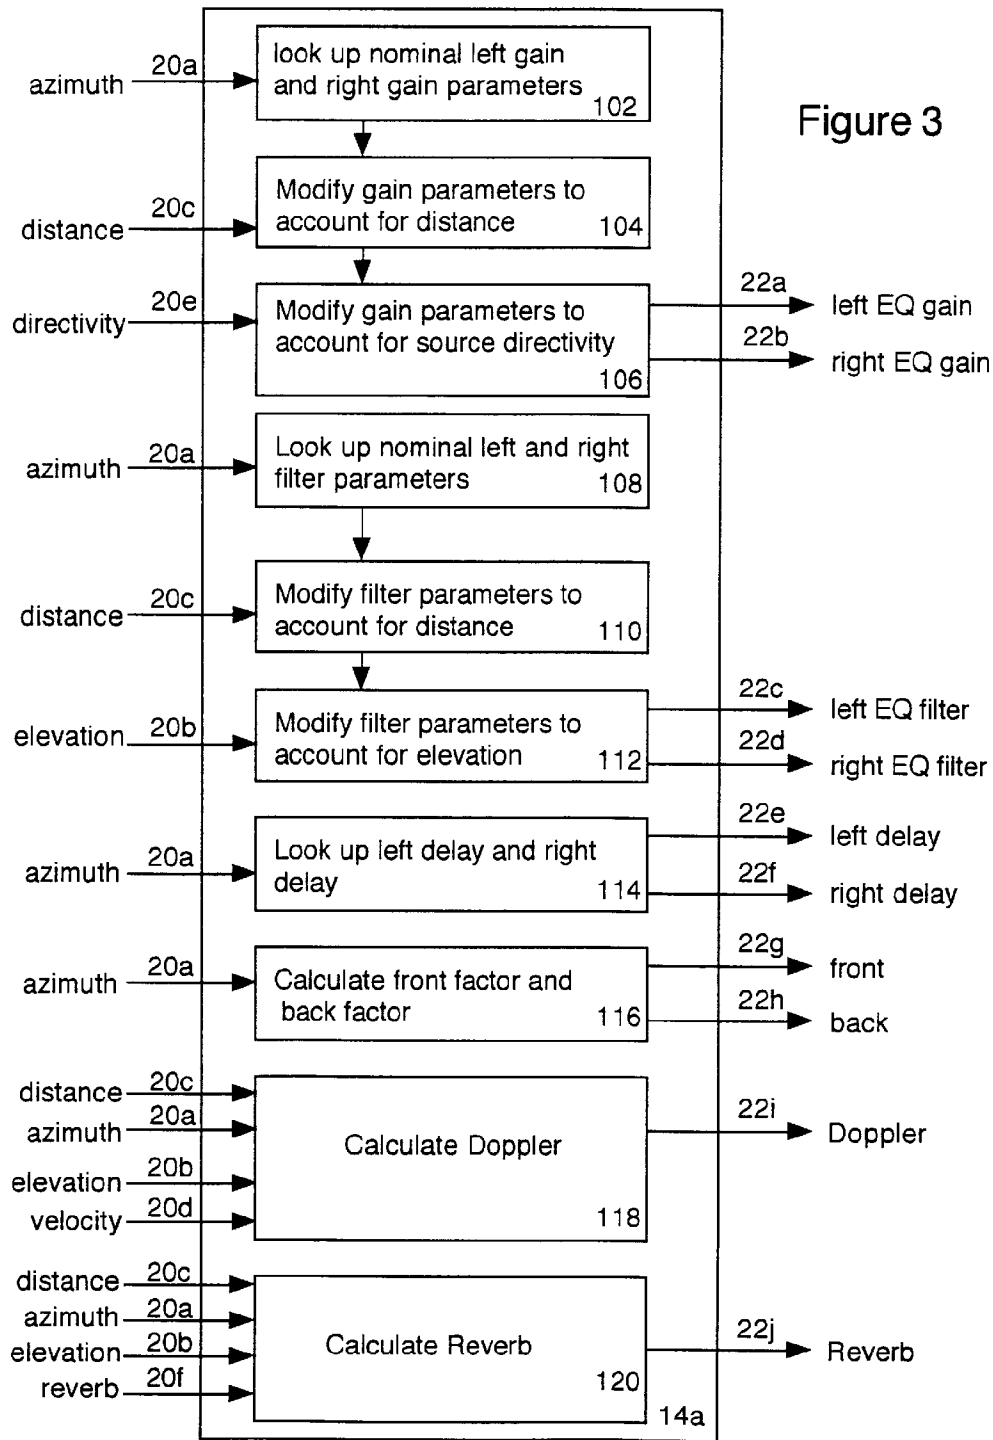 Figure 3
azimuth 20a
look up nominal left gain
and right gain parameters
102
distance 20c
Modify gain parameters to
account for distance
104
directivity 20e
Modify gain parameters to
account for source directivity
106
22a left EQ gain
22b right EQ gain
azimuth 20a
Look up nominal left and right
filter parameters
108
distance 20c
Modify filter parameters to
account for distance
110
elevation 20b
Modify filter parameters to
account for elevation
112
22c left EQ filter
22d right EQ filter
azimuth 20a
Look up left delay and right
delay
114
22e left delay
22f right delay
azimuth 20a
Calculate front factor and
back factor
116
22g front
22h back
distance 20c
azimuth 20a
elevation 20b
velocity 20d
Calculate Doppler
118
22i Doppler
distance 20c
azimuth 20a
elevation 20b
reverb 20f
Calculate Reverb
120
22j Reverb
14a